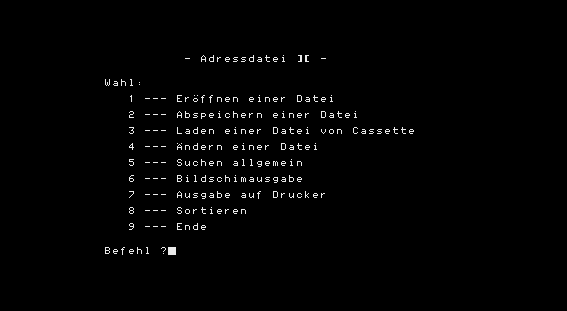 - Adressdatei ][ -
Wahl:
1 --- Eröffnen einer Datei
2 --- Abspeichern einer Datei
3 --- Laden einer Datei von Cassette
4 --- Ändern einer Datei
5 --- Suchen allgemein
6 --- Bildschimausgabe
7 --- Ausgabe auf Drucker
8 --- Sortieren
9 --- Ende
Befehl ?